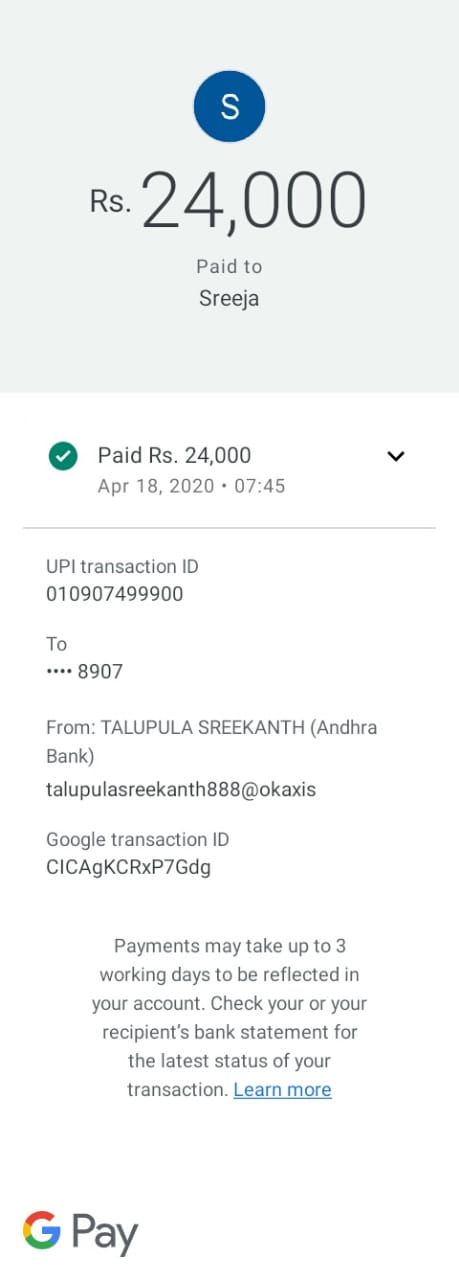 S
Rs. 24,000
Paid to
Sreeja
Paid Rs. 24,000
Apr 18, 2020 • 07:45
UPI transaction ID
010907499900
To
•••• 8907
From: TALUPULA SREEKANTH (Andhra
Bank)
talupulasreekanth888@okaxis
Google transaction ID
CICAgKCRxP7Gdg
Payments may take up to 3
working days to be reflected in
your account. Check your or your
recipient's bank statement for
the latest status of your
transaction. Learn more
G Pay